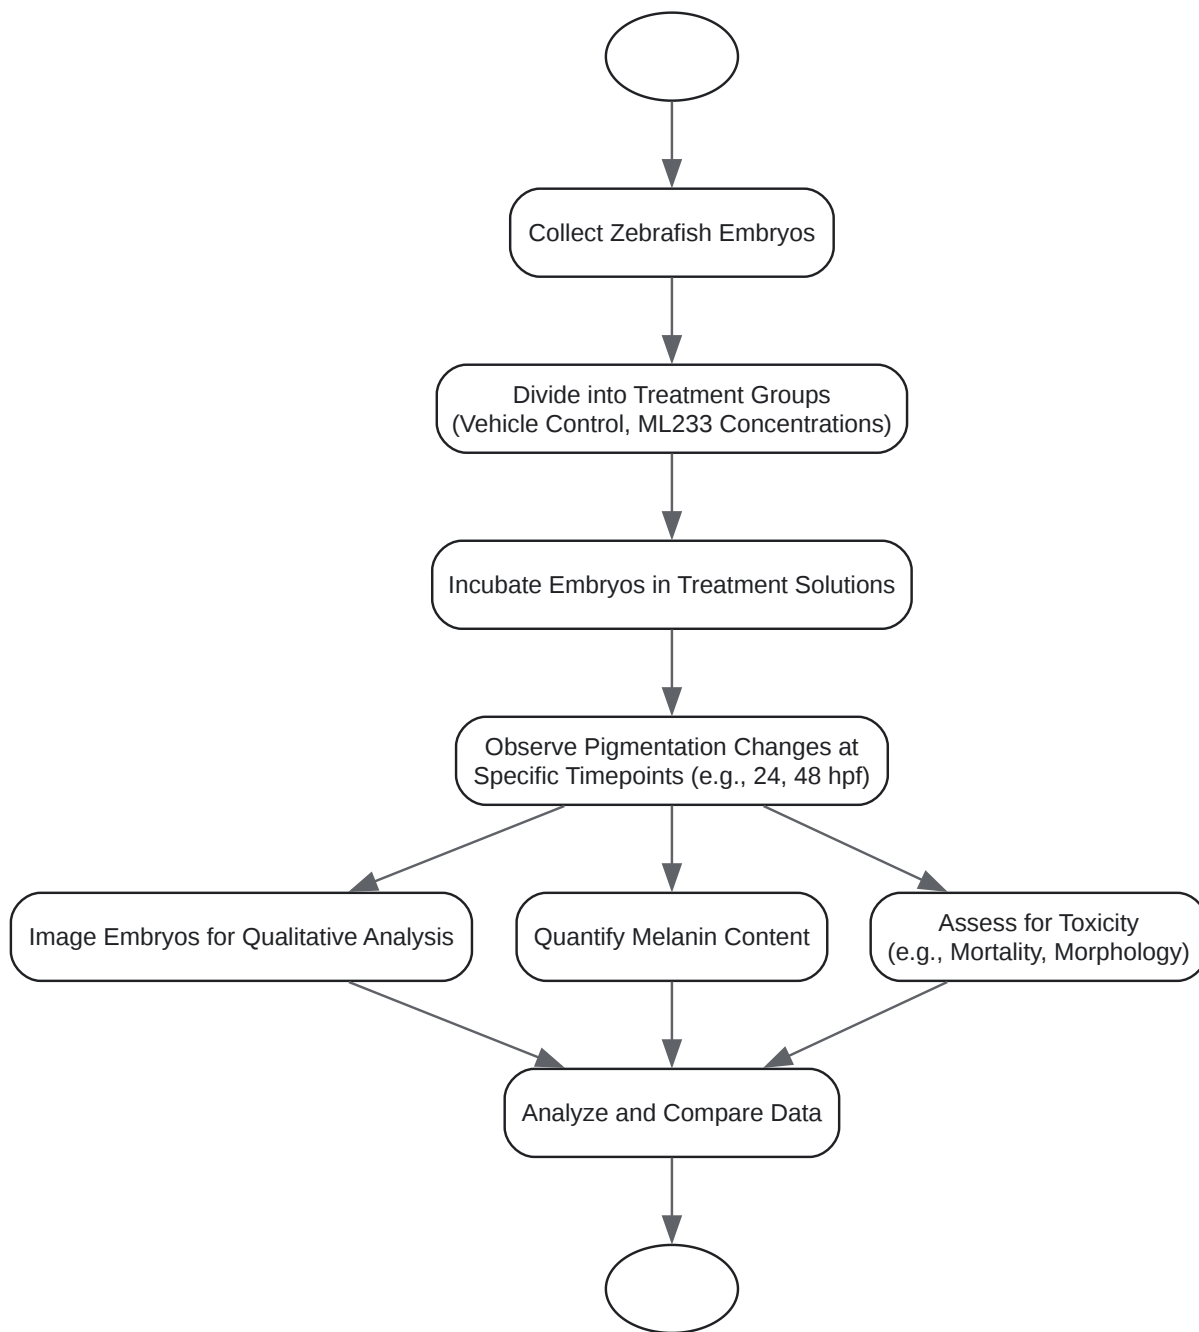 Collect Zebrafish Embryos
Divide into Treatment Groups
(Vehicle Control, ML233 Concentrations)
Incubate Embryos in Treatment Solutions
Observe Pigmentation Changes at
Specific Timepoints (e.g., 24, 48 hpf)
Image Embryos for Qualitative Analysis
Quantify Melanin Content
Assess for Toxicity
(e.g., Mortality, Morphology)
Analyze and Compare Data